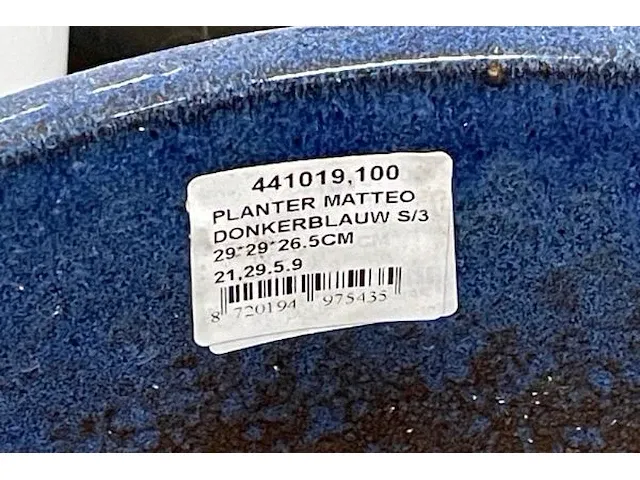 441019,100
PLANTER MATTEO
DONKERBLAUW S/3
29*29*26.5CM
21,29.5.9
8 720194 975435